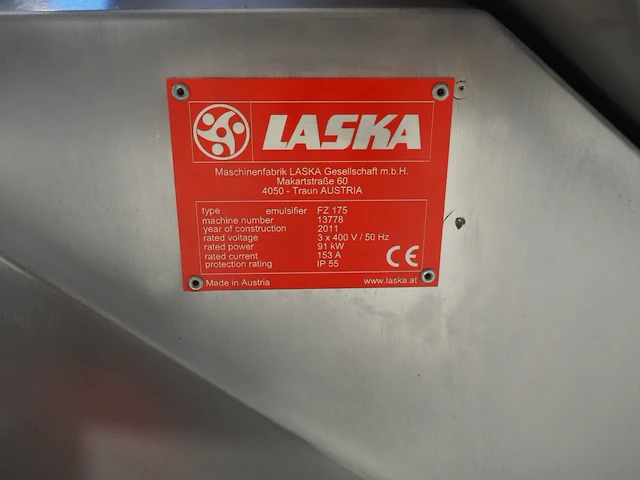 LASKA
Maschinenfabrik LASKA Gesellschaft m.b.H.
Makartstraße 60
4050 - Traun AUSTRIA
type emulsifier FZ 175
machine number 13778
year of construction 2011
rated voltage 3 x 400 V / 50 Hz
rated power 91 kW
rated current 153 A
protection rating IP 55
CE
Made in Austria www.laska.at